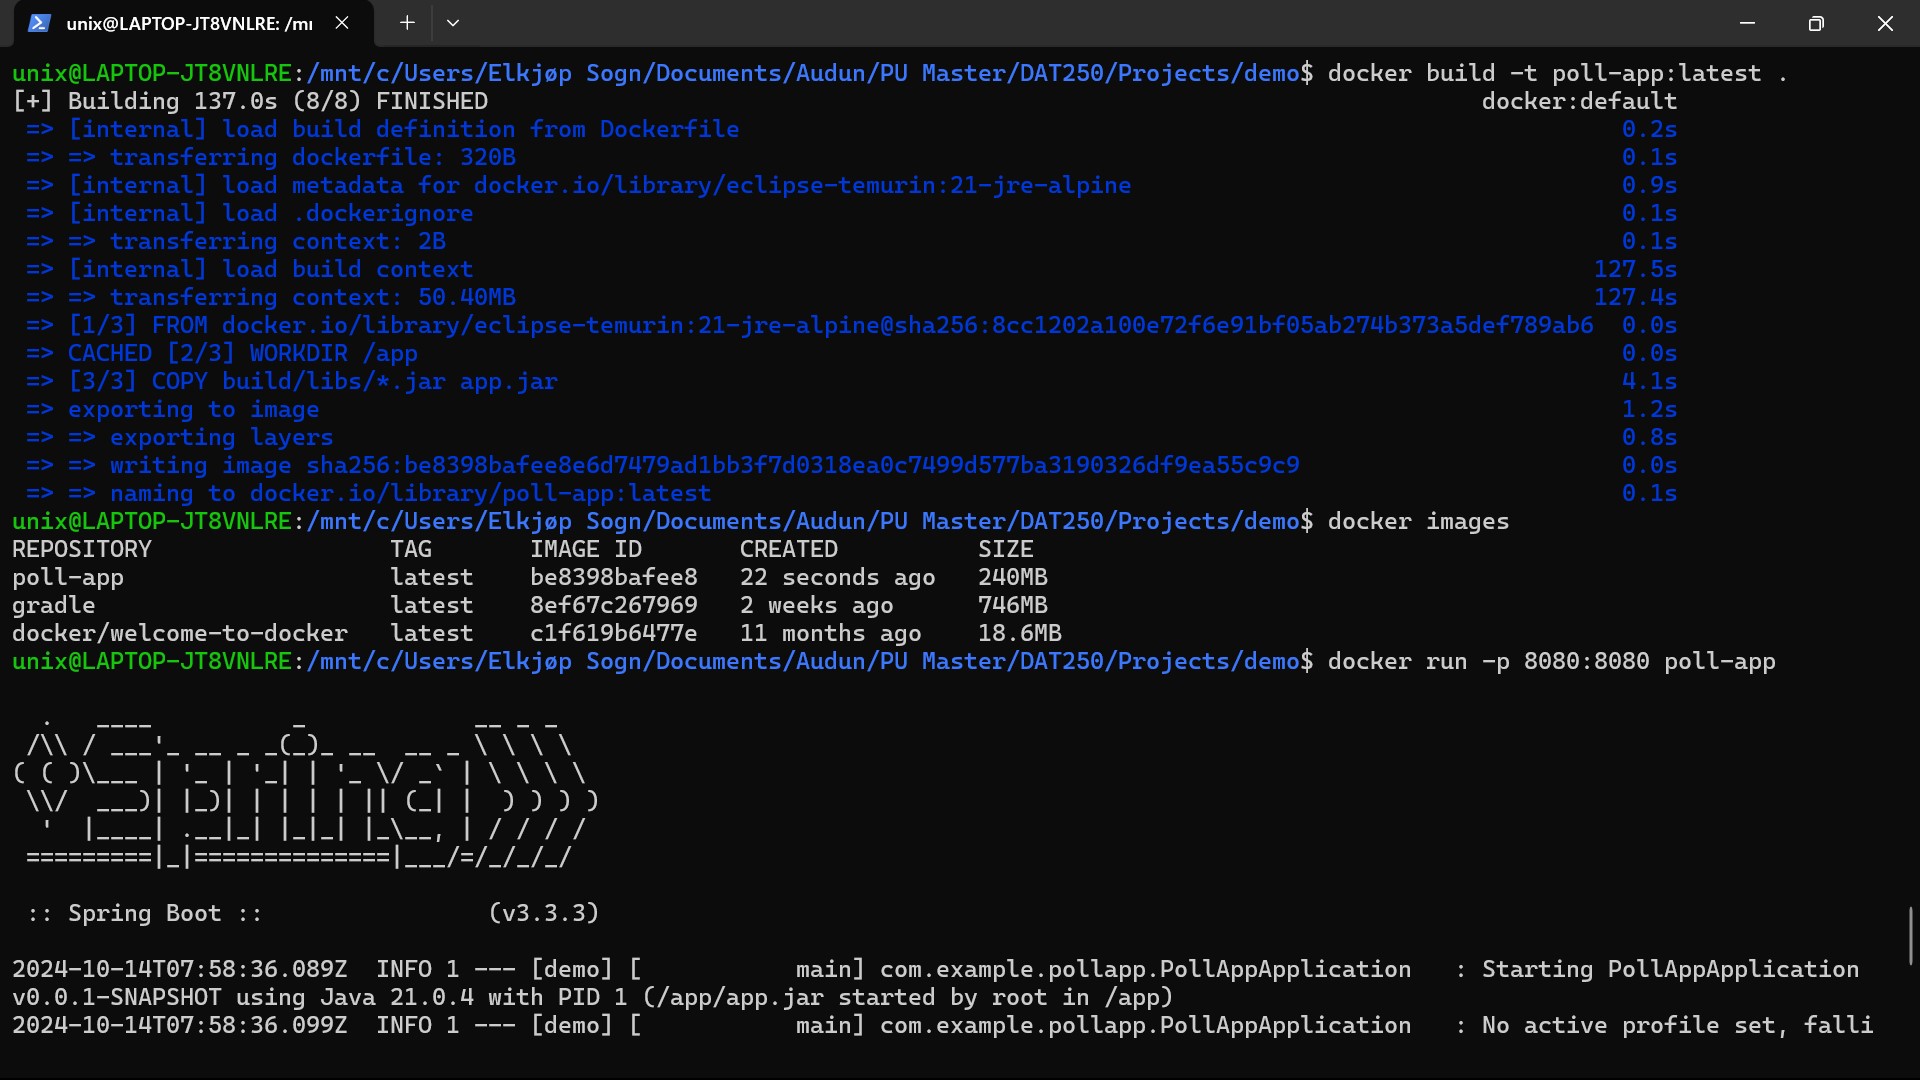 unix@LAPTOP-JT8VNLRE: /mı
unix@LAPTOP-JT8VNLRE:/mnt/c/Users/Elkjøp Sogn/Documents/Audun/PU Master/DAT250/Projects/demo$ docker build -t poll-app:latest .
[+] Building 137.0s (8/8) FINISHED                                                                       docker:default
 => [internal] load build definition from Dockerfile                                                               0.2s
 => => transferring dockerfile: 320B                                                                               0.1s
 => [internal] load metadata for docker.io/library/eclipse-temurin:21-jre-alpine                                   0.9s
 => [internal] load .dockerignore                                                                                  0.1s
 => => transferring context: 2B                                                                                    0.1s
 => [internal] load build context                                                                                127.5s
 => => transferring context: 50.40MB                                                                             127.4s
 => [1/3] FROM docker.io/library/eclipse-temurin:21-jre-alpine@sha256:8cc1202a100e72f6e91bf05ab274b373a5def789ab6  0.0s
 => CACHED [2/3] WORKDIR /app                                                                                      0.0s
 => [3/3] COPY build/libs/*.jar app.jar                                                                            4.1s
 => exporting to image                                                                                             1.2s
 => => exporting layers                                                                                            0.8s
 => => writing image sha256:be8398bafee8e6d7479ad1bb3f7d0318ea0c7499d577ba3190326df9ea55c9c9                       0.0s
 => => naming to docker.io/library/poll-app:latest                                                                 0.1s
unix@LAPTOP-JT8VNLRE:/mnt/c/Users/Elkjøp Sogn/Documents/Audun/PU Master/DAT250/Projects/demo$ docker images
REPOSITORY                 TAG       IMAGE ID       CREATED          SIZE
poll-app                   latest    be8398bafee8   22 seconds ago   240MB
gradle                     latest    8ef67c267969   2 weeks ago      746MB
docker/welcome-to-docker   latest    c1f619b6477e   11 months ago    18.6MB
unix@LAPTOP-JT8VNLRE:/mnt/c/Users/Elkjøp Sogn/Documents/Audun/PU Master/DAT250/Projects/demo$ docker run -p 8080:8080 poll-app
  .   ____          _            __ _ _
 /\\ / ___'_ __ _ _(_)_ __  __ _ \ \ \ \
( ( )\___ | '_ | '_| | '_ \/ _` | \ \ \ \
 \\/  ___)| |_)| | | | | || (_| |  ) ) ) )
  '  |____| .__|_| |_|_| |_\__, | / / / /
 =========|_|==============|___/=/_/_/_/
 :: Spring Boot ::                (v3.3.3)
2024-10-14T07:58:36.089Z  INFO 1 --- [demo] [           main] com.example.pollapp.PollAppApplication   : Starting PollAppApplication
v0.0.1-SNAPSHOT using Java 21.0.4 with PID 1 (/app/app.jar started by root in /app)
2024-10-14T07:58:36.099Z  INFO 1 --- [demo] [           main] com.example.pollapp.PollAppApplication   : No active profile set, falli